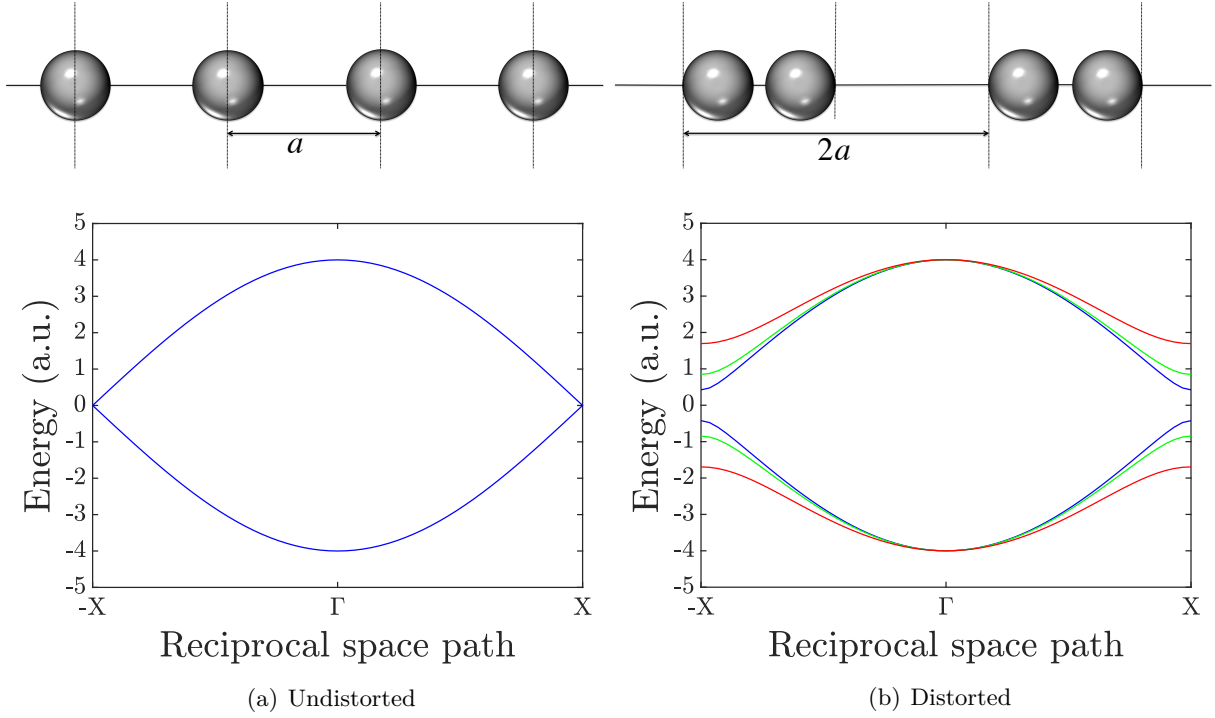 a
2a
5
4
3
2
1
0
-1
-2
-3
-4
-5
Energy (a.u.)
-X
Γ
X
Reciprocal space path
(a) Undistorted
5
4
3
2
1
0
-1
-2
-3
-4
-5
Energy (a.u.)
-X
Γ
X
Reciprocal space path
(b) Distorted